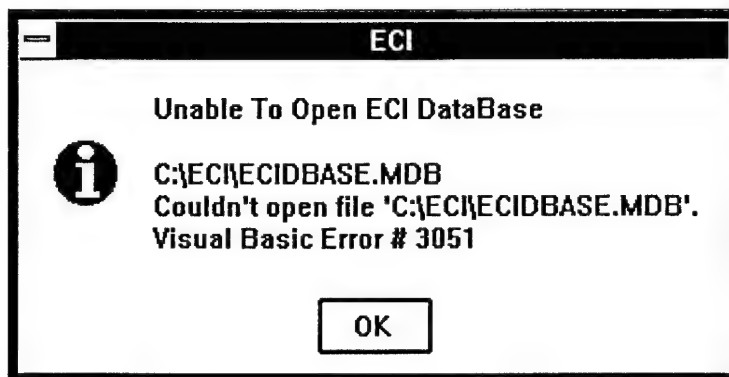 ECI
Unable To Open ECI DataBase
C:\ECI\ECIDBASE.MDB
Couldn't open file 'C:\ECI\ECIDBASE.MDB'.
Visual Basic Error # 3051
OK